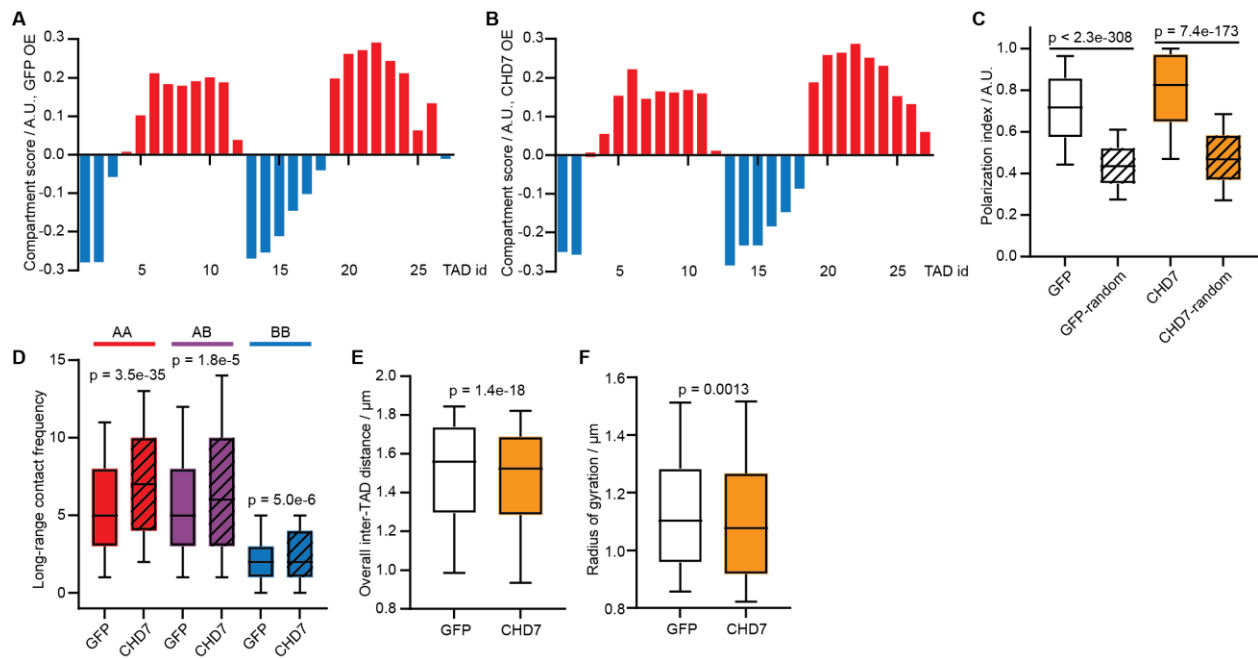 A
Compartment score / A.U., GFP OE
0.3
0.2
0.1
0.0
-0.1
-0.2
-0.3
5
10
15
20
25
TAD id
B
Compartment score / A.U., CHD7 OE
0.3
0.2
0.1
0.0
-0.1
-0.2
-0.3
5
10
15
20
25
TAD id
C
p < 2.3e-308
p = 7.4e-173
Polarization index / A.U.
1.0
0.8
0.6
0.4
0.2
0.0
GFP
GFP-random
CHD7
CHD7-random
D
AA
AB
BB
p = 3.5e-35
p = 1.8e-5
p = 5.0e-6
Long-range contact frequency
15
10
5
0
GFP
CHD7
GFP
CHD7
GFP
CHD7
E
p = 1.4e-18
Overall inter-TAD distance / μm
2.0
1.8
1.6
1.4
1.2
1.0
0.8
GFP
CHD7
F
p = 0.0013
Radius of gyration / μm
1.6
1.4
1.2
1.0
0.8
GFP
CHD7